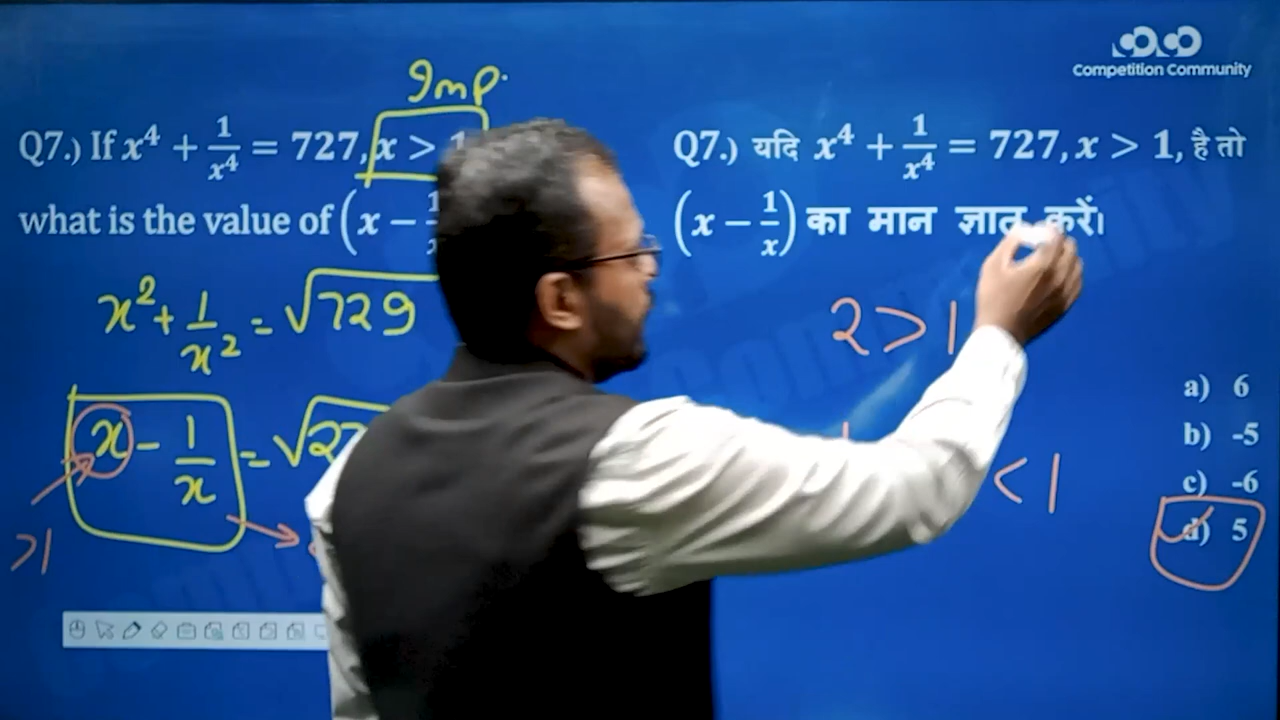 Competition Community
Imp.
Q7.) If x⁴ + 1/x⁴ = 727, x > 1
what is the value of (x − 1/x
x² + 1/x² = √729
x − 1/x = √27
>1
Q7.) यदि x⁴ + 1/x⁴ = 727, x > 1, है तो
(x − 1/x) का मान ज्ञात करें।
2 > 1
< 1
a) 6
b) -5
c) -6
d) 5